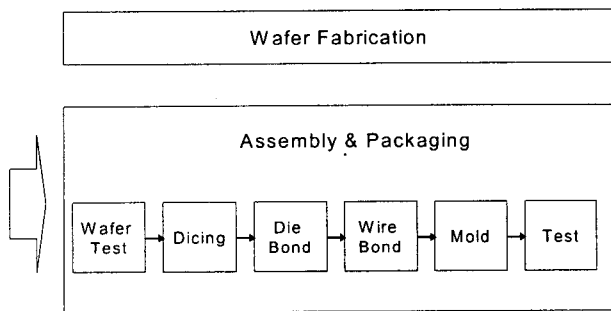 Wafer Fabrication
Assembly & Packaging
Wafer
Test
Dicing
Die
Bond
Wire
Bond
Mold
Test